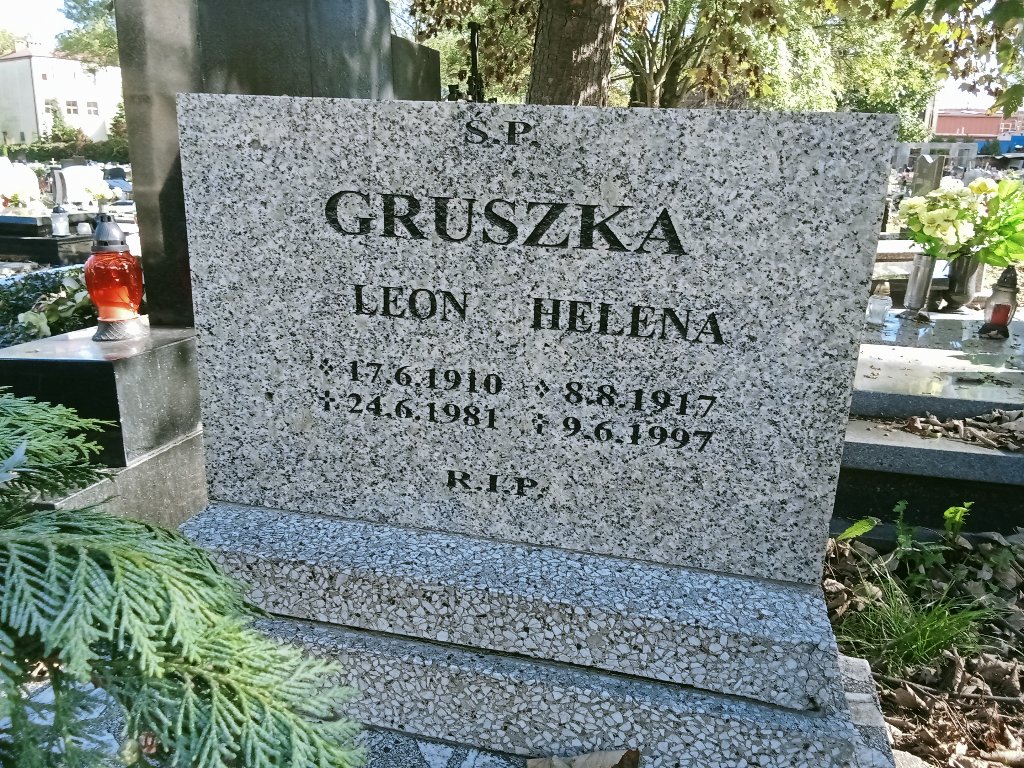 Ś.P.
GRUSZKA
LEON HELENA
17.6.1910 8.8.1917
✝ 24.6.1981 ✝ 9.6.1997
R.I.P.